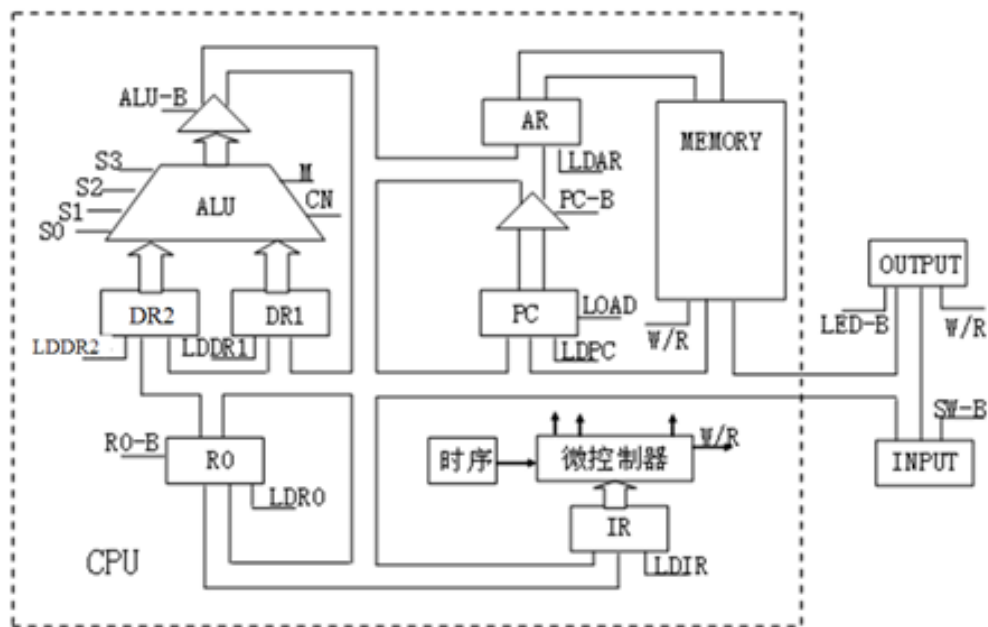 ALU-B
AR
MEMORY
LDAR
S3
S2
S1
S0
M
CN
ALU
PC-B
OUTPUT
DR2
DR1
PC
LOAD
LDDR2
LDDR1
LDPC
W/R
LED-B
W/R
SW-B
R0-B
R0
LDR0
时序
微控制器
W/R
INPUT
IR
LDIR
CPU